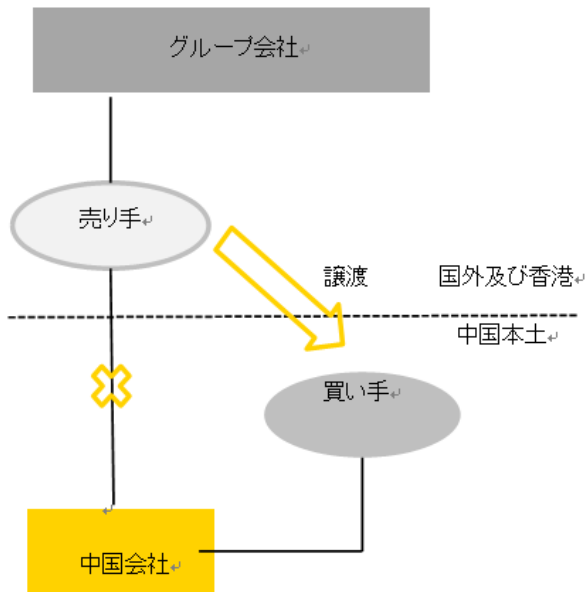 グループ会社
売り手
譲渡
国外及び香港
中国本土
買い手
中国会社